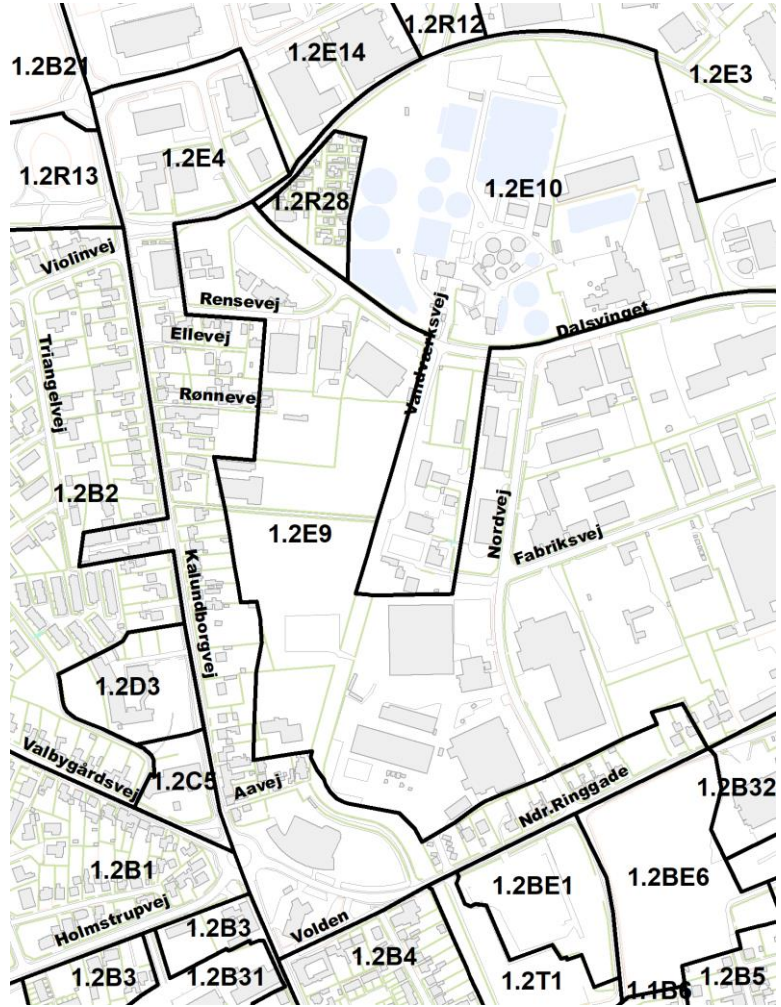 1.2R12
1.2E14
1.2B21
1.2E3
1.2E4
1.2R13
1.2R28
1.2E10
Violinvej
Rensevej
Dalsvinget
Ellevej
Vandværksvej
Triangelvej
Rønnevej
1.2B2
1.2E9
Nordvej
Fabriksvej
Kalundborgvej
1.2D3
Valbygårdsvej
1.2C5
Aavej
Ndr.Ringgade
1.2B32
1.2B1
1.2BE1
1.2BE6
Holmstrupvej
1.2B3
Volden
1.2B4
1.2B3
1.2B31
1.2T1
1.1B6
1.2B5